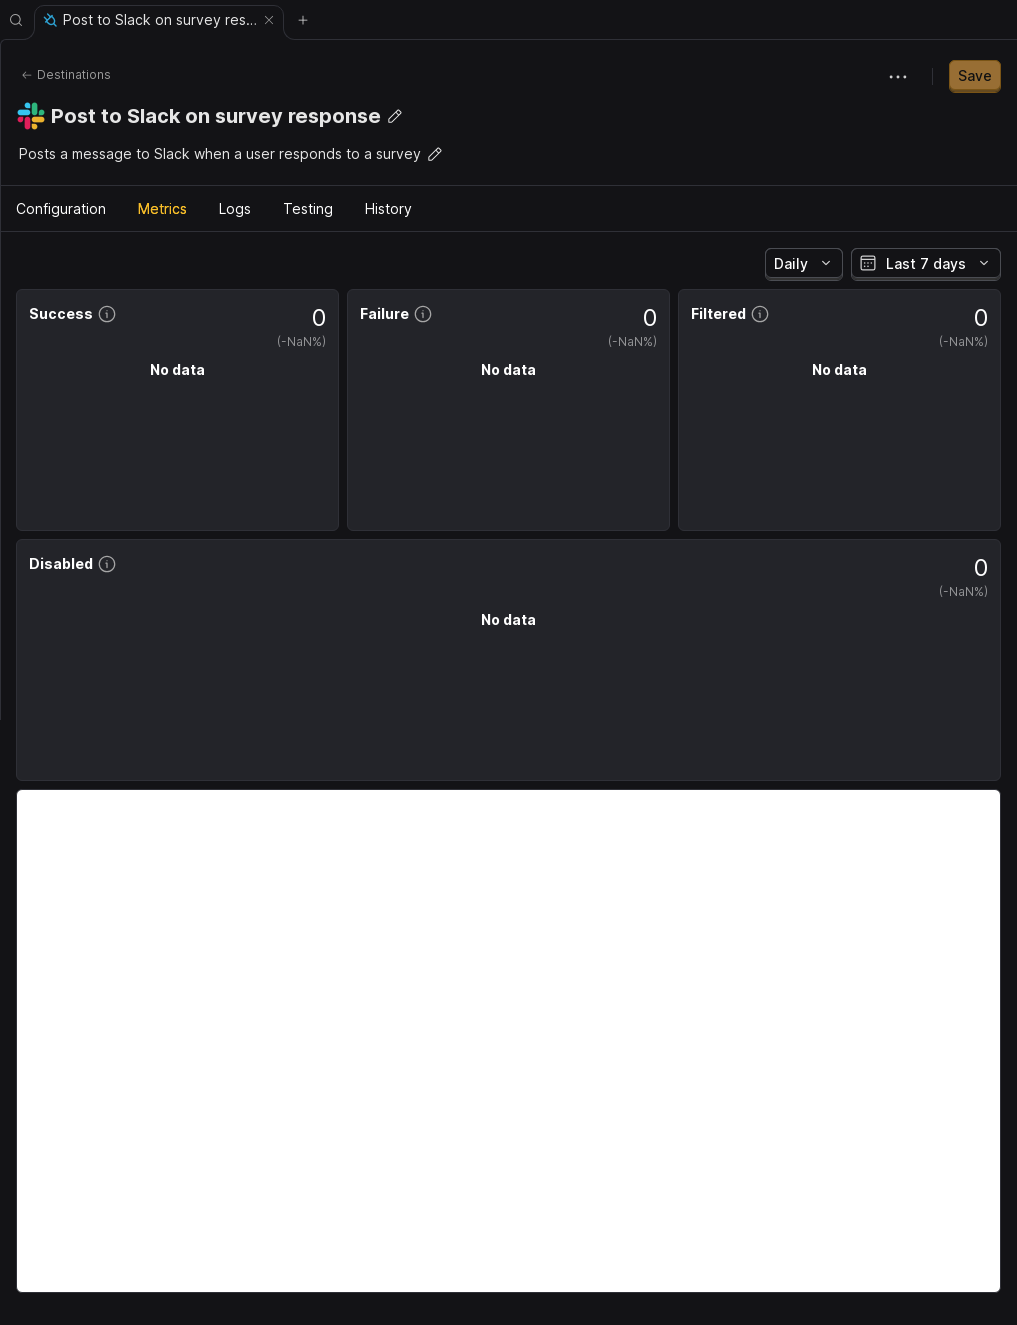 Post to Slack on survey res...
Destinations
Save
Post to Slack on survey response
Posts a message to Slack when a user responds to a survey
Configuration Metrics Logs Testing History
Daily Last 7 days
Success 0 Failure 0 Filtered 0
(-NaN%) (-NaN%) (-NaN%)
No data No data No data
Disabled 0
(-NaN%)
No data